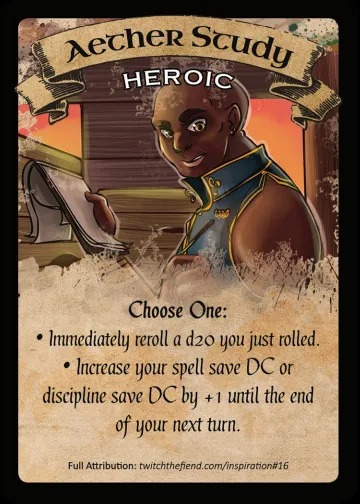 Aether Study
HEROIC
Choose One:
• Immediately reroll a d20 you just rolled.
• Increase your spell save DC or
discipline save DC by +1 until the end
of your next turn.
Full Attribution: twitchthefiend.com/inspiration#16